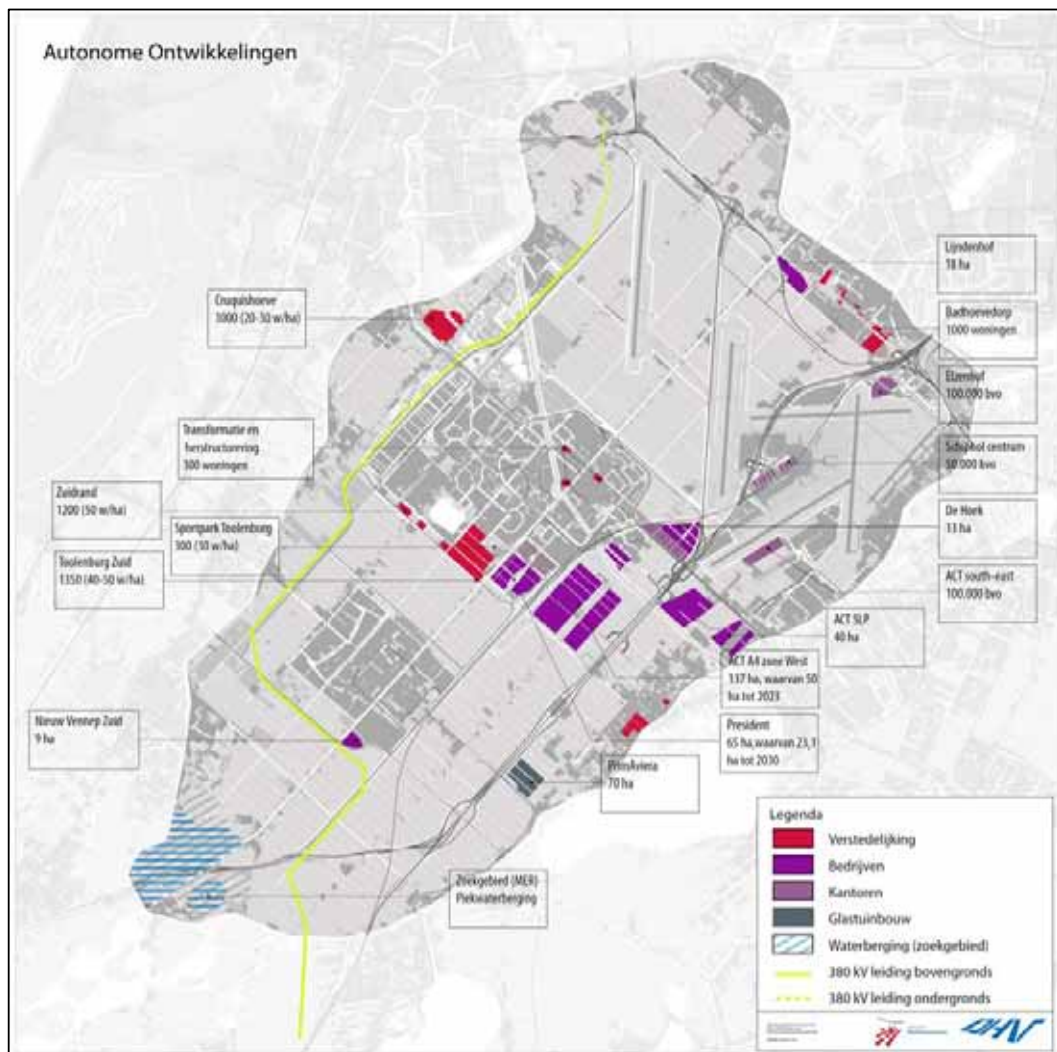 Autonome Ontwikkelingen
Lijndenhof
18 ha
Cruquishoeve
1000 (20-30 w/ha)
Badhoevedorp
1000 woningen
Elzenhof
100.000 bvo
Transformatie en
herstructurering
300 woningen
Schiphol centrum
50.000 bvo
Zuidrand
1200 (50 w/ha)
De Hoek
13 ha
Sportpark Toolenburg
300 (30 w/ha)
Toolenburg Zuid
1350 (40-50 w/ha)
ACT south-east
100.000 bvo
ACT SLP
40 ha
ACT A4 zone West
137 ha, waarvan 50
ha tot 2023
Nieuw Vennep Zuid
9 ha
President
65 ha,waarvan 23,1
ha tot 2030
PrimAviera
70 ha
Zoekgebied (MER)
Piekwaterberging
Legenda
Verstedelijking
Bedrijven
Kantoren
Glastuinbouw
Waterberging (zoekgebied)
380 kV leiding bovengronds
380 kV leiding ondergronds
DHV